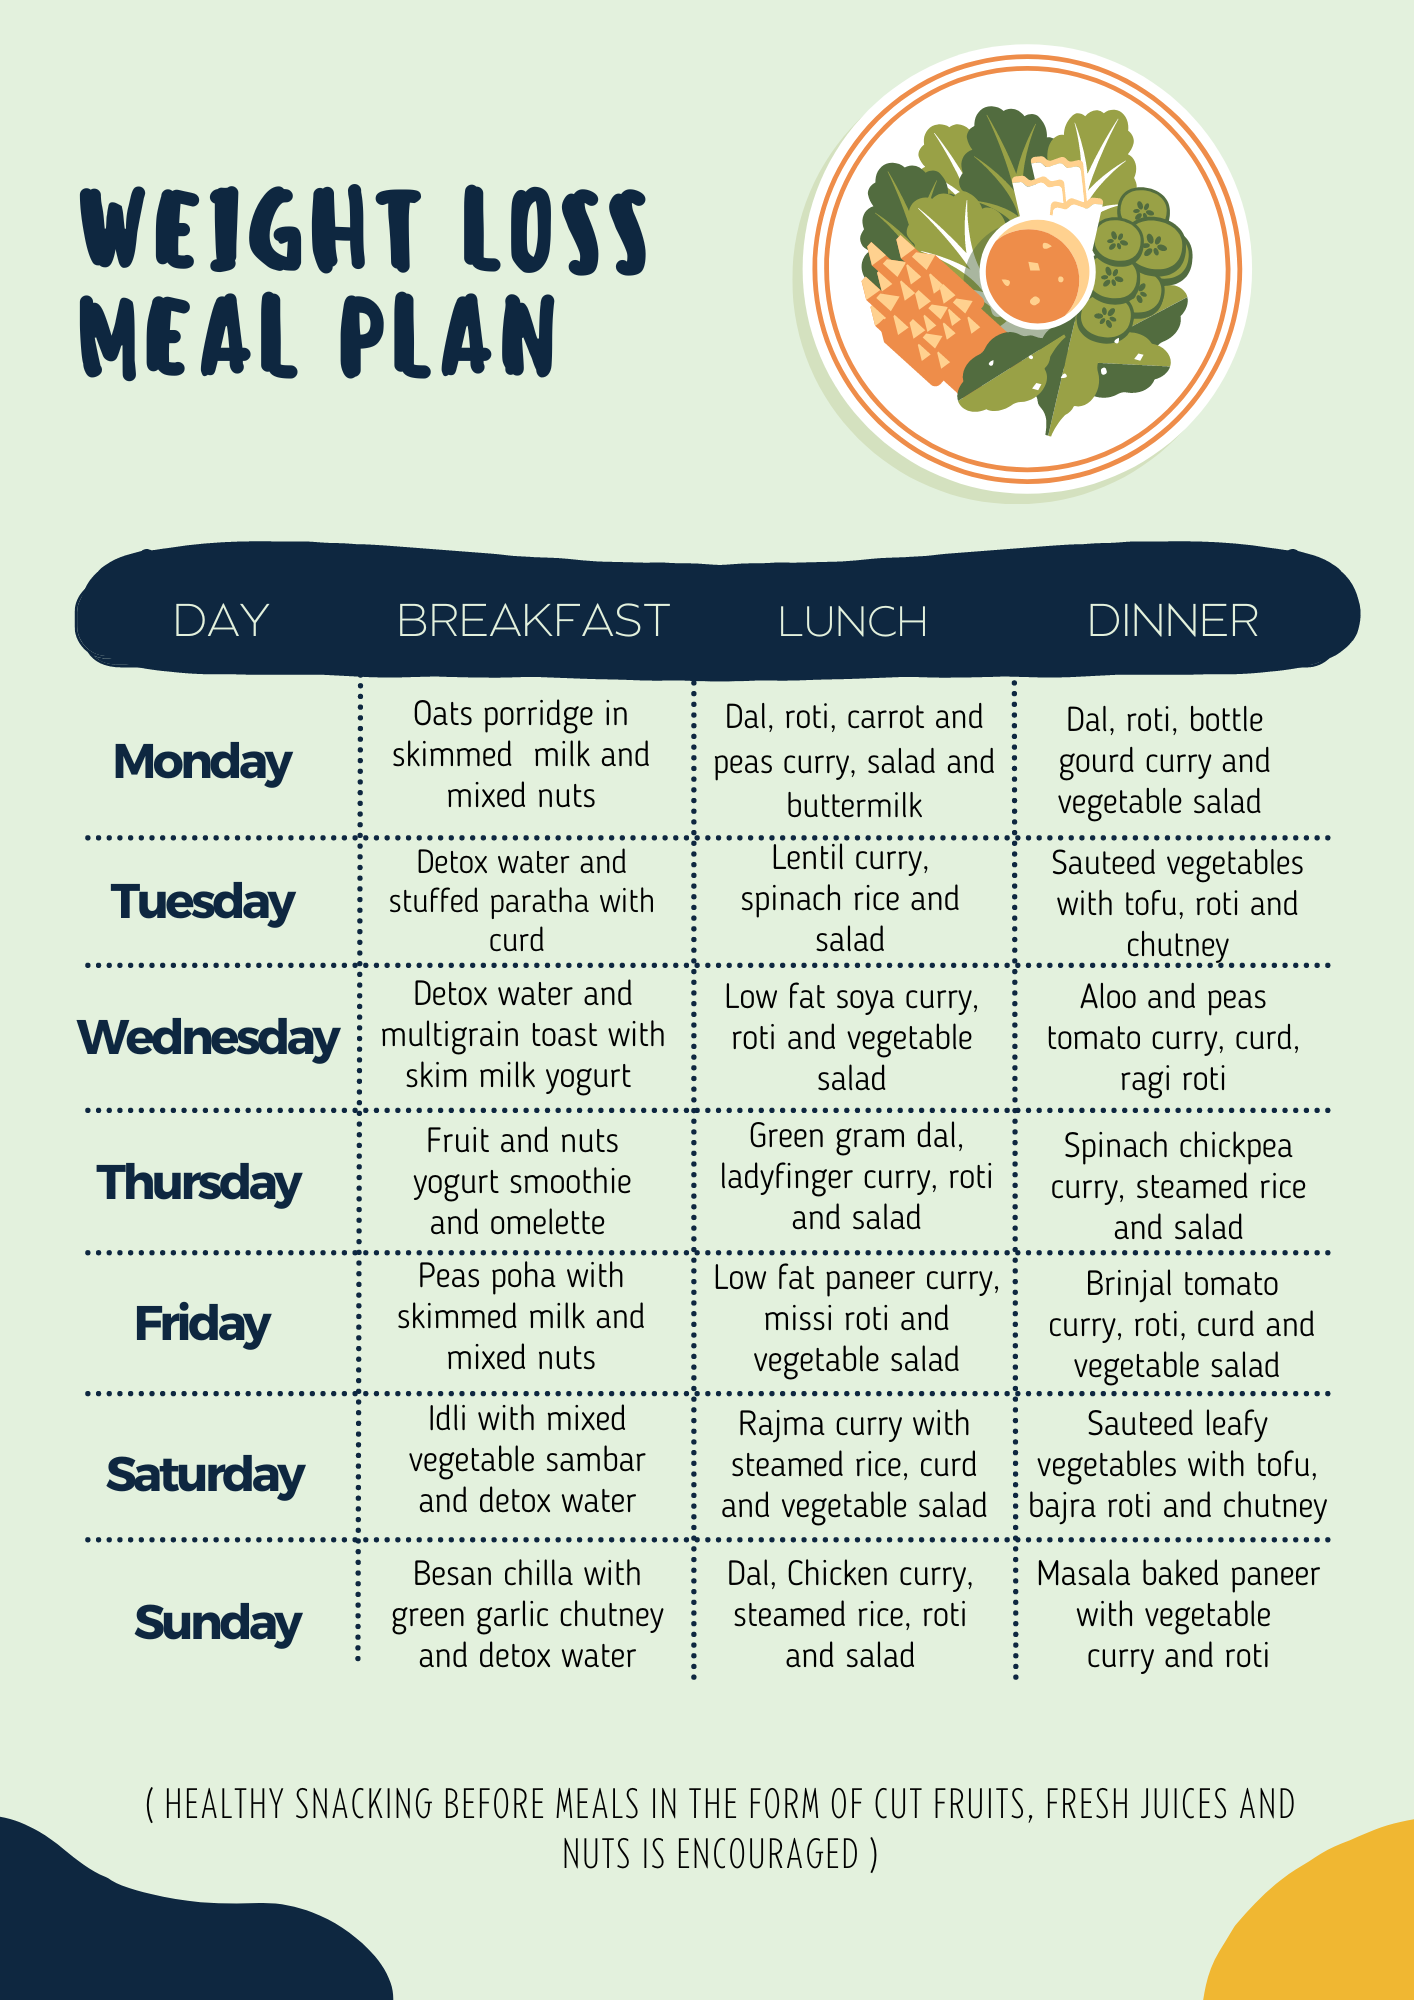 WEIGHT LOSS
MEAL PLAN
DAY BREAKFAST LUNCH DINNER
Monday
Oats porridge in
skimmed milk and
mixed nuts
Dal, roti, carrot and
peas curry, salad and
buttermilk
Dal, roti, bottle
gourd curry and
vegetable salad
Tuesday
Detox water and
stuffed paratha with
curd
Lentil curry,
spinach rice and
salad
Sauteed vegetables
with tofu, roti and
chutney
Wednesday
Detox water and
multigrain toast with
skim milk yogurt
Low fat soya curry,
roti and vegetable
salad
Aloo and peas
tomato curry, curd,
ragi roti
Thursday
Fruit and nuts
yogurt smoothie
and omelette
Green gram dal,
ladyfinger curry, roti
and salad
Spinach chickpea
curry, steamed rice
and salad
Friday
Peas poha with
skimmed milk and
mixed nuts
Low fat paneer curry,
missi roti and
vegetable salad
Brinjal tomato
curry, roti, curd and
vegetable salad
Saturday
Idli with mixed
vegetable sambar
and detox water
Rajma curry with
steamed rice, curd
and vegetable salad
Sauteed leafy
vegetables with tofu,
bajra roti and chutney
Sunday
Besan chilla with
green garlic chutney
and detox water
Dal, Chicken curry,
steamed rice, roti
and salad
Masala baked paneer
with vegetable
curry and roti
( HEALTHY SNACKING BEFORE MEALS IN THE FORM OF CUT FRUITS, FRESH JUICES AND
NUTS IS ENCOURAGED )